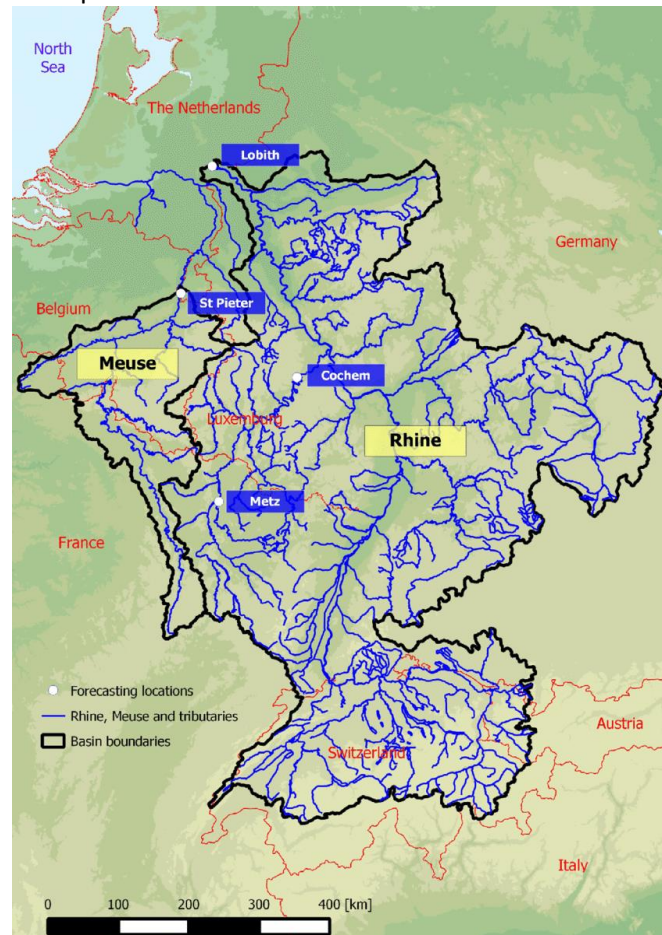 North
Sea
The Netherlands
Lobith
Germany
Belgium
St Pieter
Meuse
Cochem
Luxemburg
Rhine
Metz
France
Forecasting locations
Rhine, Meuse and tributaries
Basin boundaries
Switzerland
Austria
Italy
0 100 200 300 400 [km]